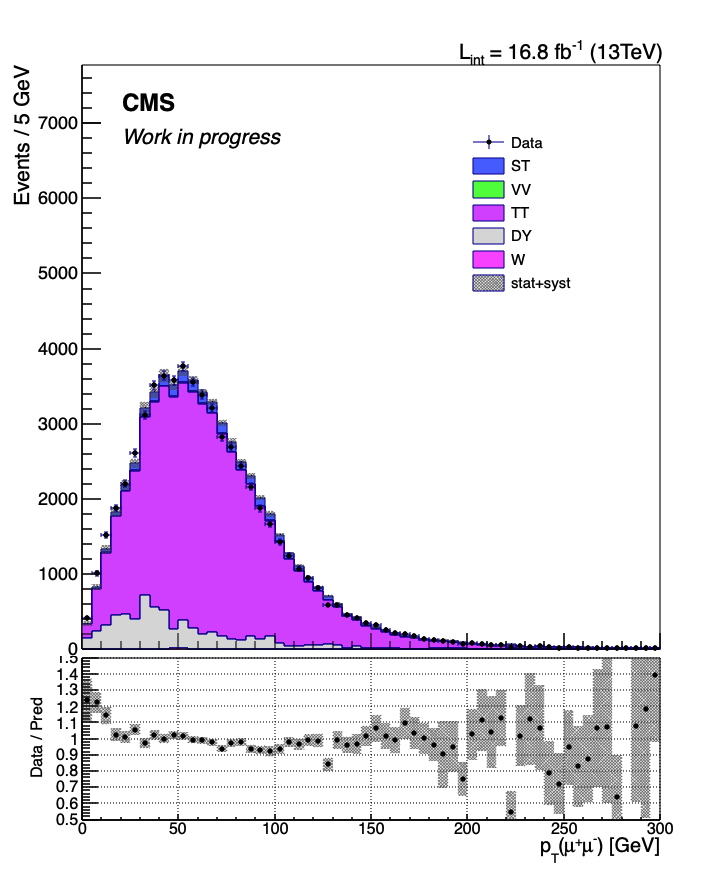 L_int = 16.8 fb⁻¹ (13TeV)
Events / 5 GeV
CMS
Work in progress
7000
6000
5000
4000
3000
2000
1000
0
Data
ST
VV
TT
DY
W
stat+syst
Data / Pred
1.5
1.4
1.3
1.2
1.1
1
0.9
0.8
0.7
0.6
0.5
0 50 100 150 200 250 300
p_T(μ⁺μ⁻) [GeV]